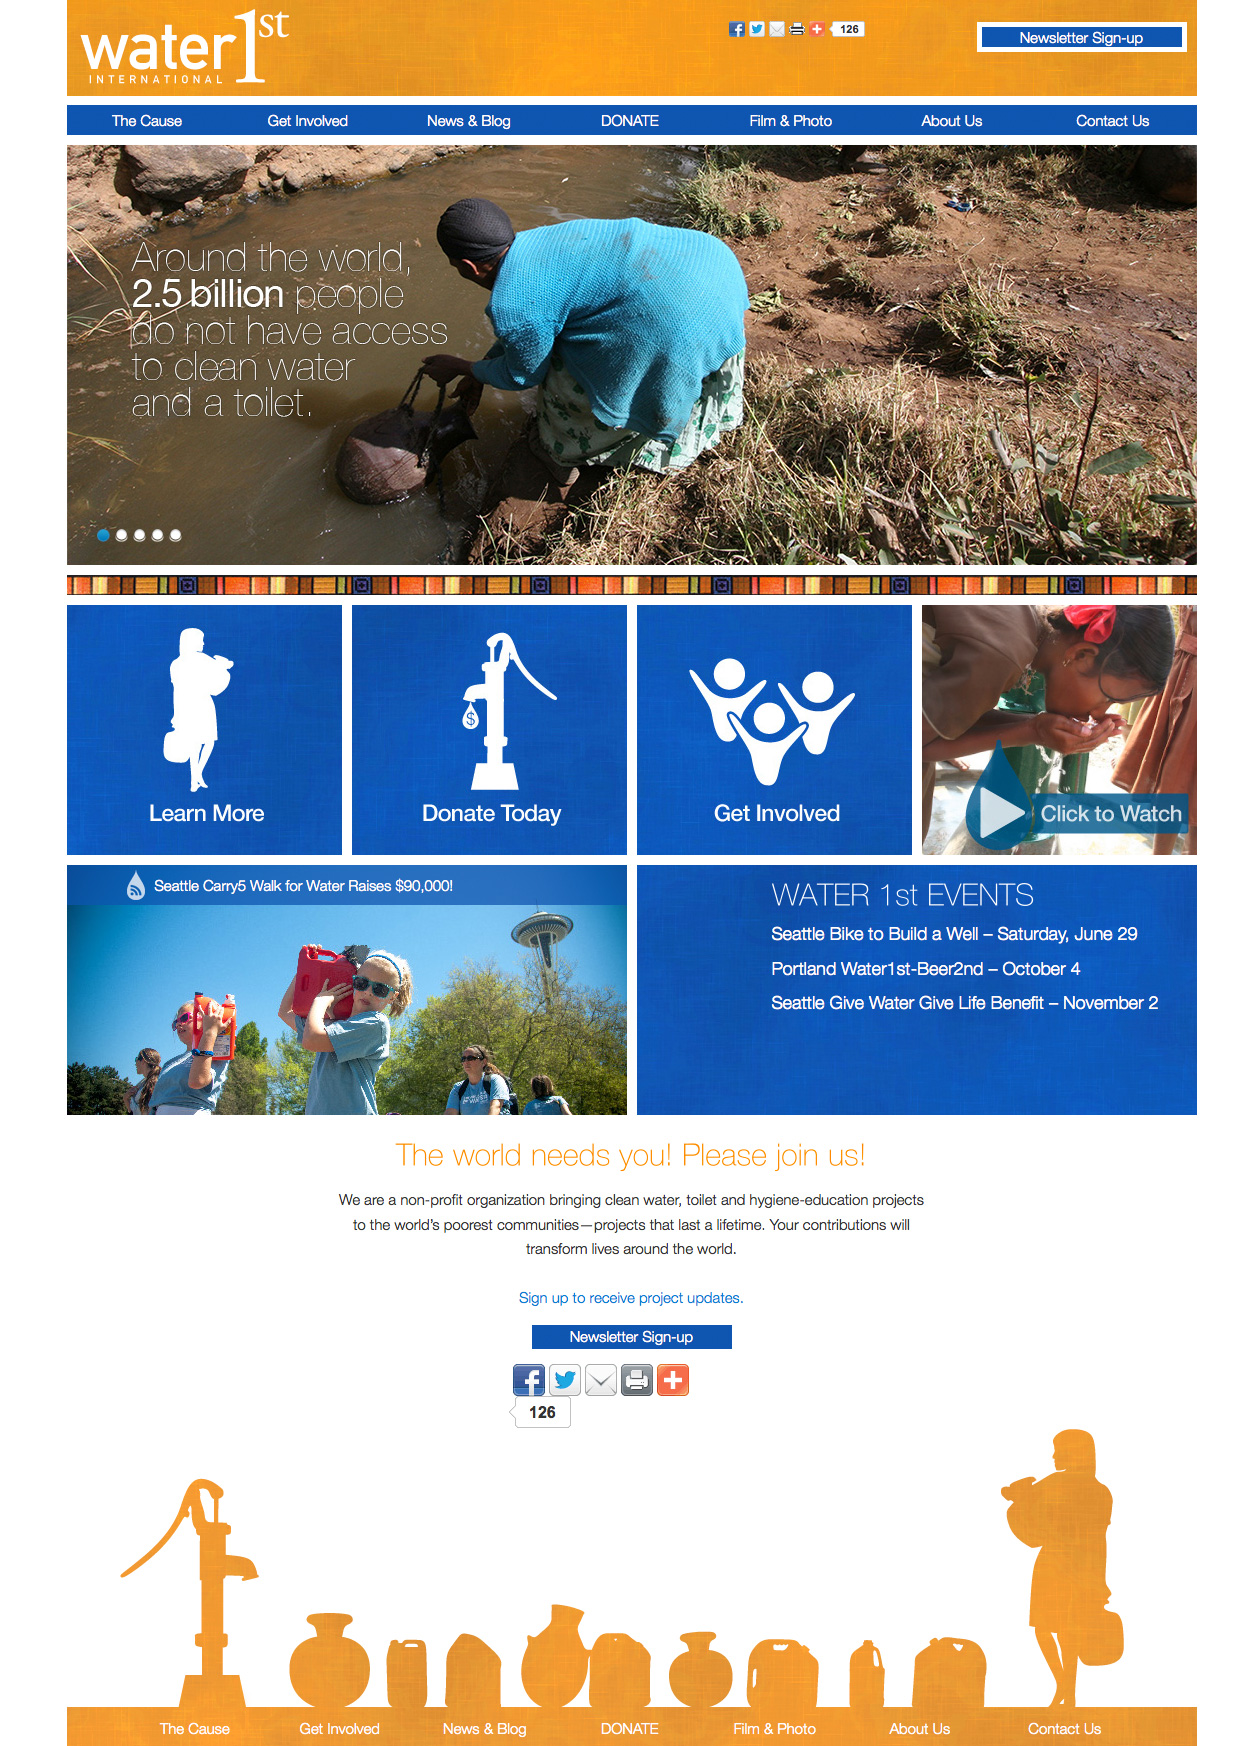 water1st
INTERNATIONAL
126
Newsletter Sign-up
The Cause
Get Involved
News & Blog
DONATE
Film & Photo
About Us
Contact Us
Around the world,
2.5 billion people
do not have access
to clean water
and a toilet.
$
Learn More
Donate Today
Get Involved
Click to Watch
Seattle Carry5 Walk for Water Raises $90,000!
WATER 1st EVENTS
Seattle Bike to Build a Well – Saturday, June 29
Portland Water1st-Beer2nd – October 4
Seattle Give Water Give Life Benefit – November 2
The world needs you! Please join us!
We are a non-profit organization bringing clean water, toilet and hygiene-education projects
to the world's poorest communities—projects that last a lifetime. Your contributions will
transform lives around the world.
Sign up to receive project updates.
Newsletter Sign-up
126
The Cause
Get Involved
News & Blog
DONATE
Film & Photo
About Us
Contact Us